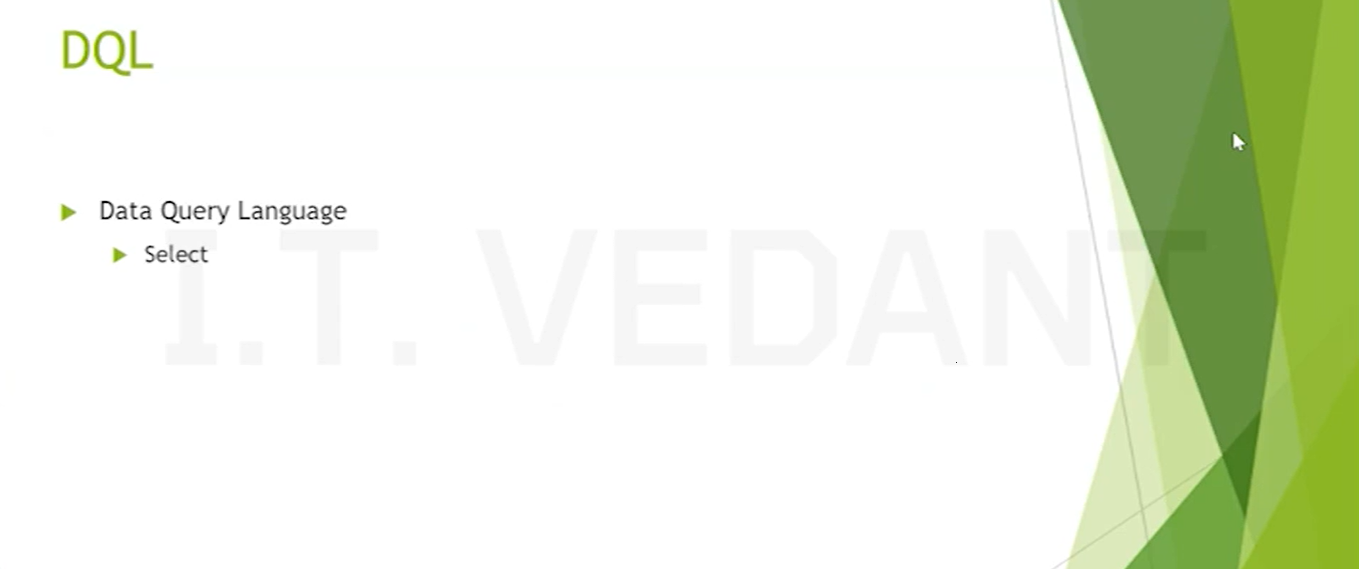 DQL
Data Query Language
Select
I.T. VEDANT